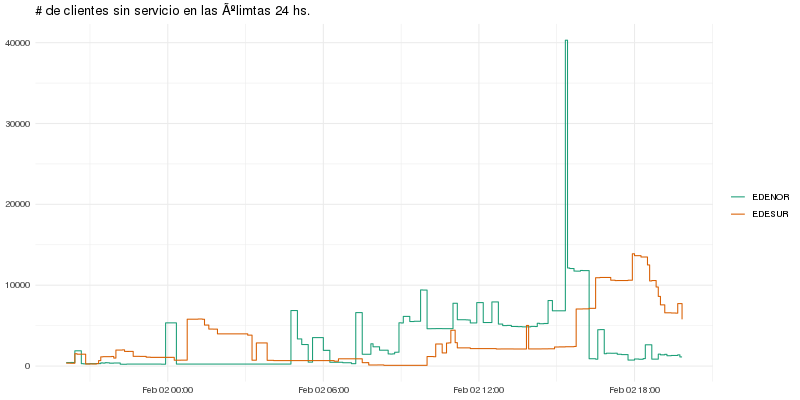 # de clientes sin servicio en las Ãºlimtas 24 hs.
40000
30000
20000
10000
0
Feb 02 00:00
Feb 02 06:00
Feb 02 12:00
Feb 02 18:00
EDENOR
EDESUR